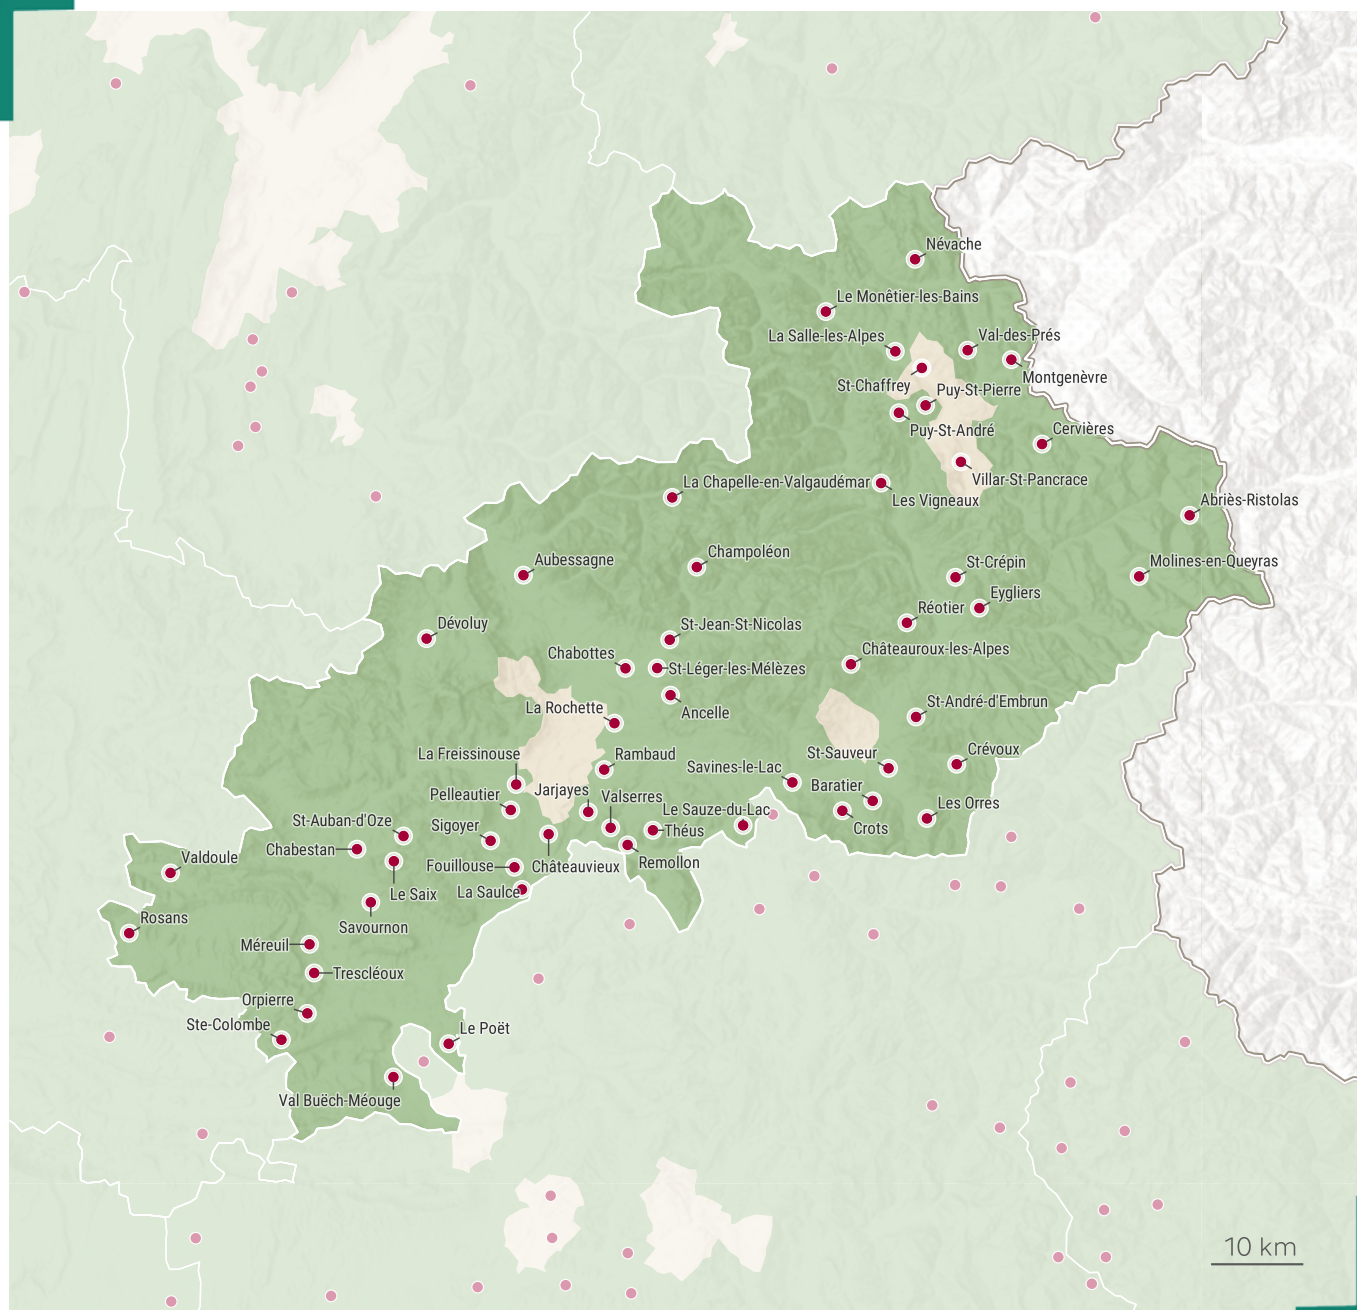 Névache
Le Monêtier-les-Bains
La Salle-les-Alpes
Val-des-Prés
Montgenèvre
St-Chaffrey
Puy-St-Pierre
Puy-St-André
Cervières
Villar-St-Pancrace
La Chapelle-en-Valgaudémar
Les Vigneaux
Abriès-Ristolas
Champoléon
Aubessagne
St-Crépin
Molines-en-Queyras
Eygliers
Réotier
Dévoluy
St-Jean-St-Nicolas
Chabottes
Châteauroux-les-Alpes
St-Léger-les-Mélèzes
Ancelle
St-André-d'Embrun
La Rochette
Crévoux
La Freissinouse
Rambaud
St-Sauveur
Savines-le-Lac
Baratier
Jarjayes
Pelleautier
Valserres
Les Orres
Le Sauze-du-Lac
St-Auban-d'Oze
Sigoyer
Théus
Crots
Chabestan
Valdoule
Fouillouse
Châteauvieux
Remollon
Le Saix
La Saulce
Rosans
Savournon
Méreuil
Trescléoux
Orpierre
Ste-Colombe
Le Poët
Val Buëch-Méouge
10 km